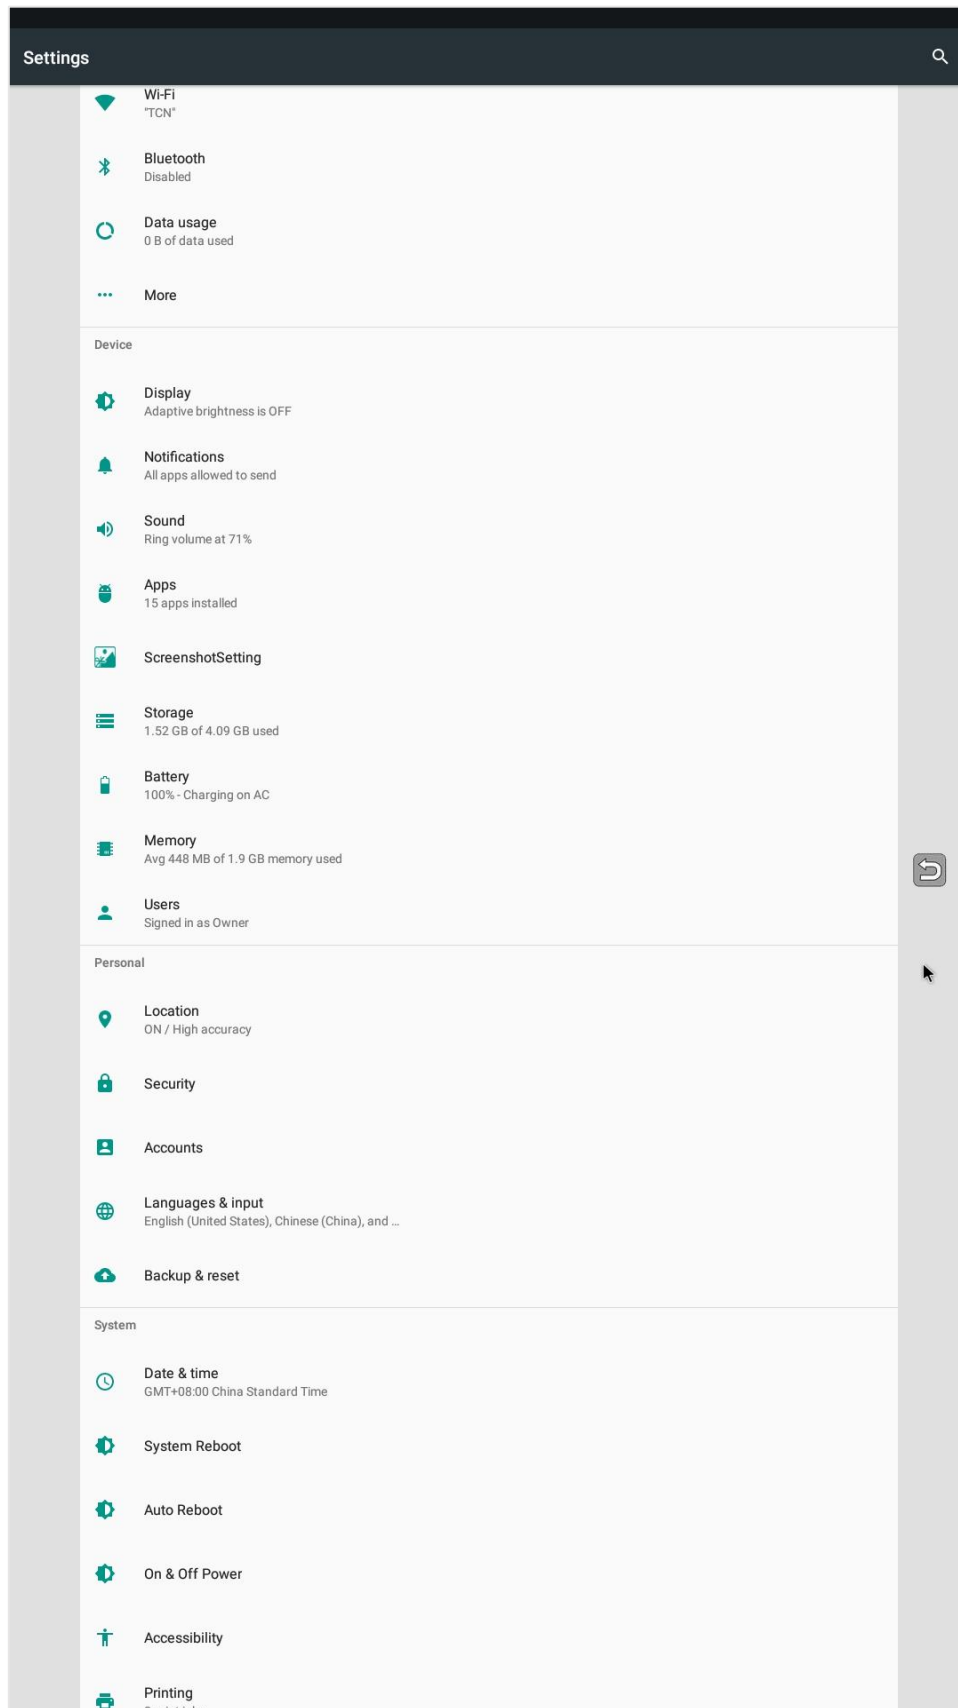 Settings
Wi-Fi
"TCN"
Bluetooth
Disabled
Data usage
0 B of data used
More
Device
Display
Adaptive brightness is OFF
Notifications
All apps allowed to send
Sound
Ring volume at 71%
Apps
15 apps installed
ScreenshotSetting
Storage
1.52 GB of 4.09 GB used
Battery
100% - Charging on AC
Memory
Avg 448 MB of 1.9 GB memory used
Users
Signed in as Owner
Personal
Location
ON / High accuracy
Security
Accounts
Languages & input
English (United States), Chinese (China), and ...
Backup & reset
System
Date & time
GMT+08:00 China Standard Time
System Reboot
Auto Reboot
On & Off Power
Accessibility
Printing